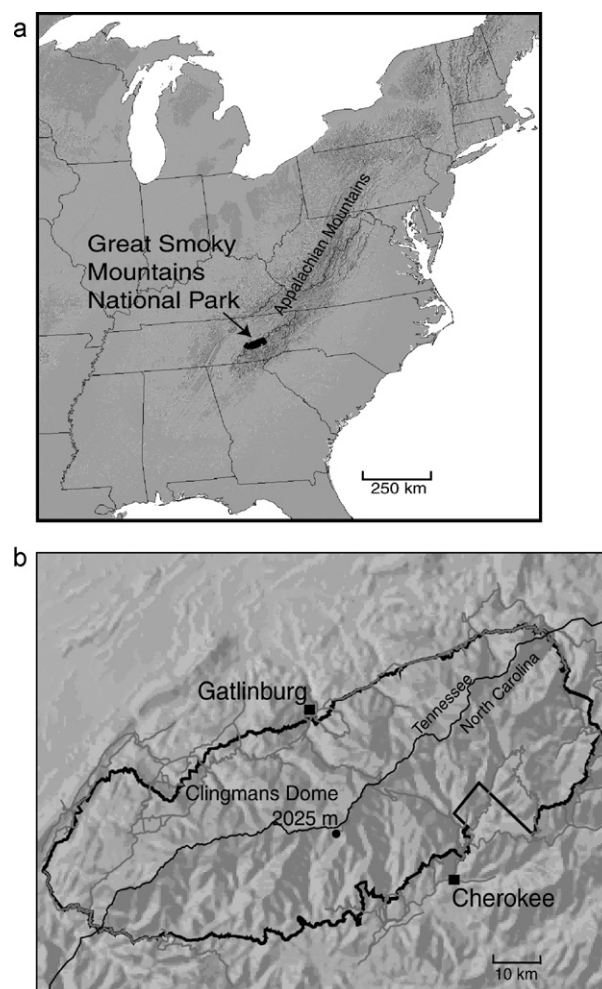 a
Appalachian Mountains
Great Smoky
Mountains
National Park
250 km
b
Gatlinburg
Tennessee
North Carolina
Clingmans Dome
2025 m
Cherokee
10 km